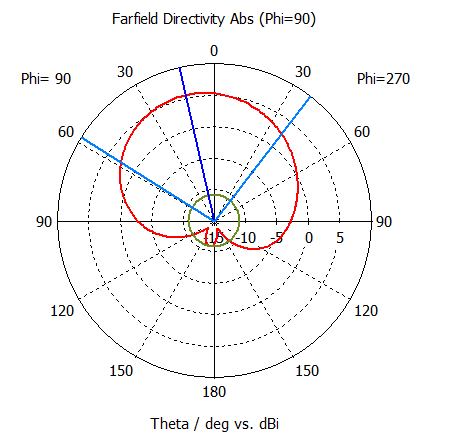 Farfield Directivity Abs (Phi=90)
0
30 30
Phi= 90 Phi=270
60 60
90 -15 -10 -5 0 5 90
120 120
150 150
180
Theta / deg vs. dBi